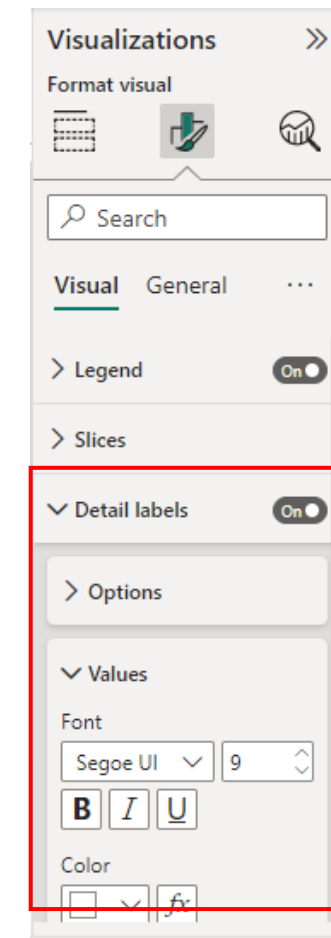 Visualizations
Format visual
Search
Visual General
Legend On
Slices
Detail labels On
Options
Values
Font
Segoe UI 9
B I U
Color
fx